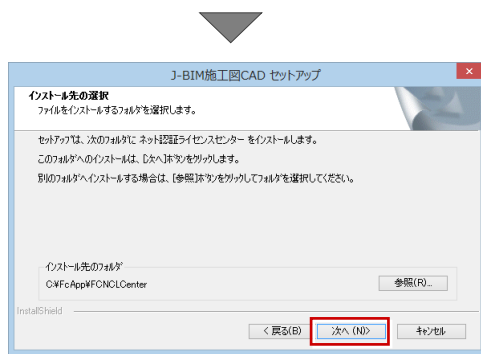 J-BIM施工図CAD セットアップ
インストール先の選択
ファイルをインストールするフォルダを選択します。
セットアップは、次のフォルダに ネット認証ライセンスセンター をインストールします。
このフォルダへのインストールは、[次へ]ボタンをクリックします。
別のフォルダへインストールする場合は、[参照]ボタンをクリックしてフォルダを選択してください。
インストール先のフォルダ
C:¥FcApp¥FCNCLCenter
参照(R)...
InstallShield
< 戻る(B)
次へ (N)>
キャンセル